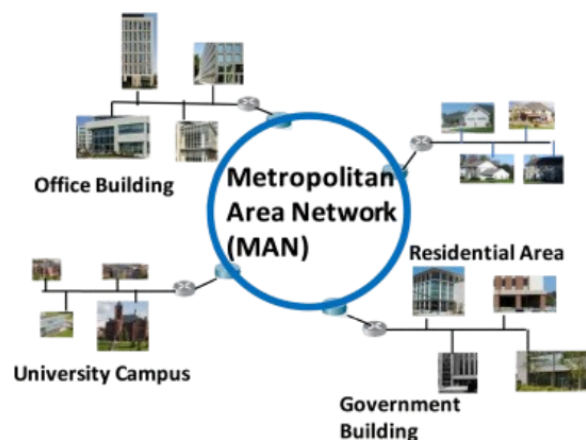 Office Building
Metropolitan
Area Network
(MAN)
Residential Area
University Campus
Government
Building